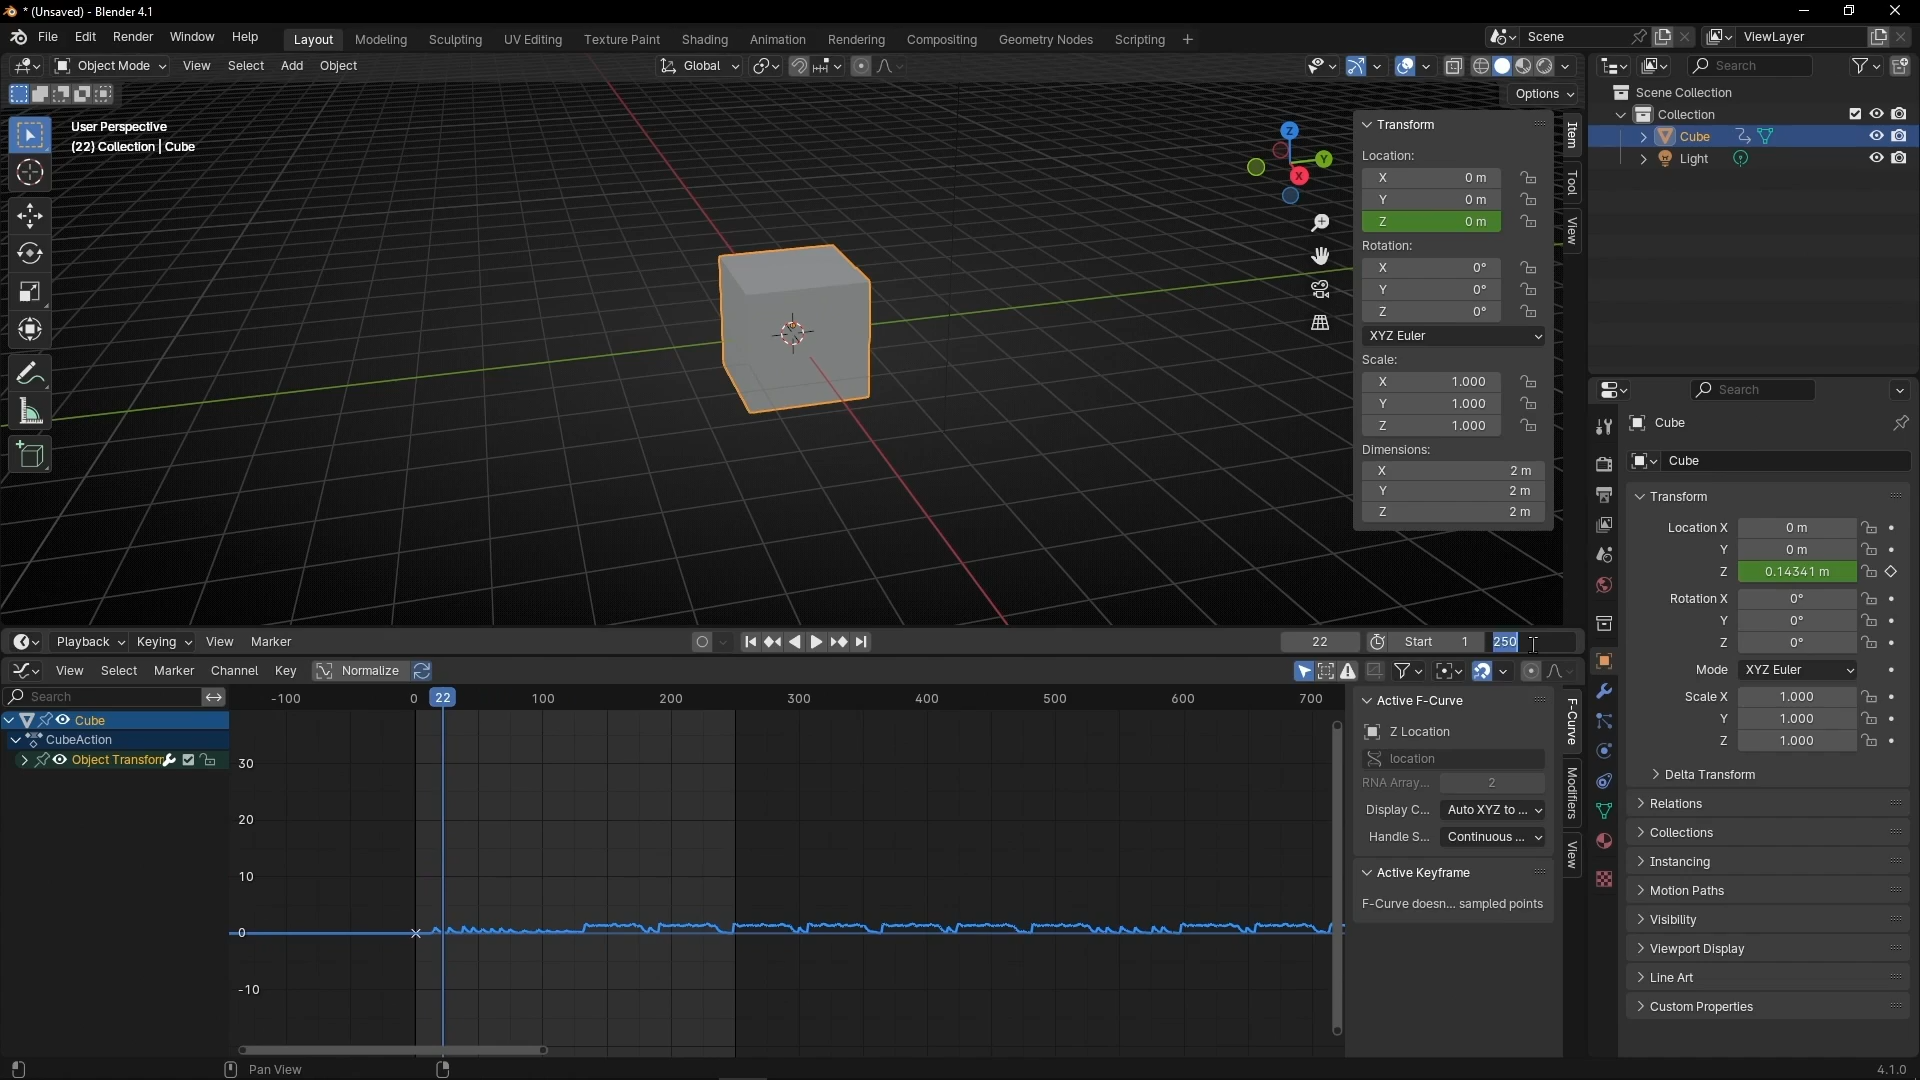 * (Unsaved) - Blender 4.1
File Edit Render Window Help Layout Modeling Sculpting UV Editing Texture Paint Shading Animation Rendering Compositing Geometry Nodes Scripting + Scene ViewLayer
Object Mode View Select Add Object Global Search
Options
User Perspective
(22) Collection | Cube
Z
Y
X
Transform
Location:
X 0 m
Y 0 m
Z 0 m
Rotation:
X 0°
Y 0°
Z 0°
XYZ Euler
Scale:
X 1.000
Y 1.000
Z 1.000
Dimensions:
X 2 m
Y 2 m
Z 2 m
Item
Tool
View
Scene Collection
Collection
Cube
Light
Search
Cube
Cube
Transform
Location X 0 m
Y 0 m
Z 0.14341 m
Rotation X 0°
Y 0°
Z 0°
Mode XYZ Euler
Scale X 1.000
Y 1.000
Z 1.000
Delta Transform
Relations
Collections
Instancing
Motion Paths
Visibility
Viewport Display
Line Art
Custom Properties
Playback Keying View Marker 22 Start 1 250
View Select Marker Channel Key Normalize
Search
-100 0 22 100 200 300 400 500 600 700
Cube
CubeAction
Object Transform
30
20
10
0
-10
Active F-Curve
Z Location
location
RNA Array... 2
Display C... Auto XYZ to ...
Handle S... Continuous ...
Active Keyframe
F-Curve doesn... sampled points
F-Curve
Modifiers
View
Pan View
4.1.0